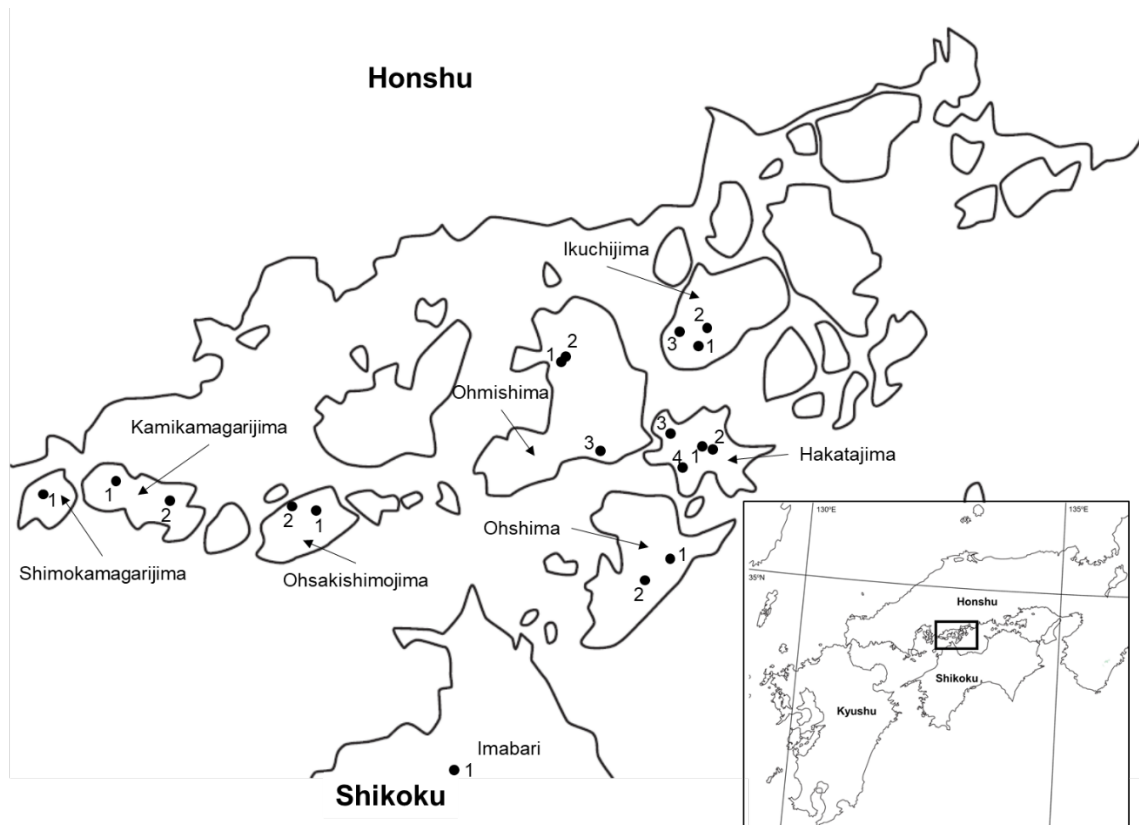 Honshu
Ikuchijima
2
3
1
2
1
Ohmishima
3
Kamikamagarijima
3
2
1
4
Hakatajima
1
1
2
2
1
Shimokamagarijima
Ohsakishimojima
Ohshima
1
2
Imabari
1
Shikoku
130°E
135°E
35°N
Honshu
Shikoku
Kyushu